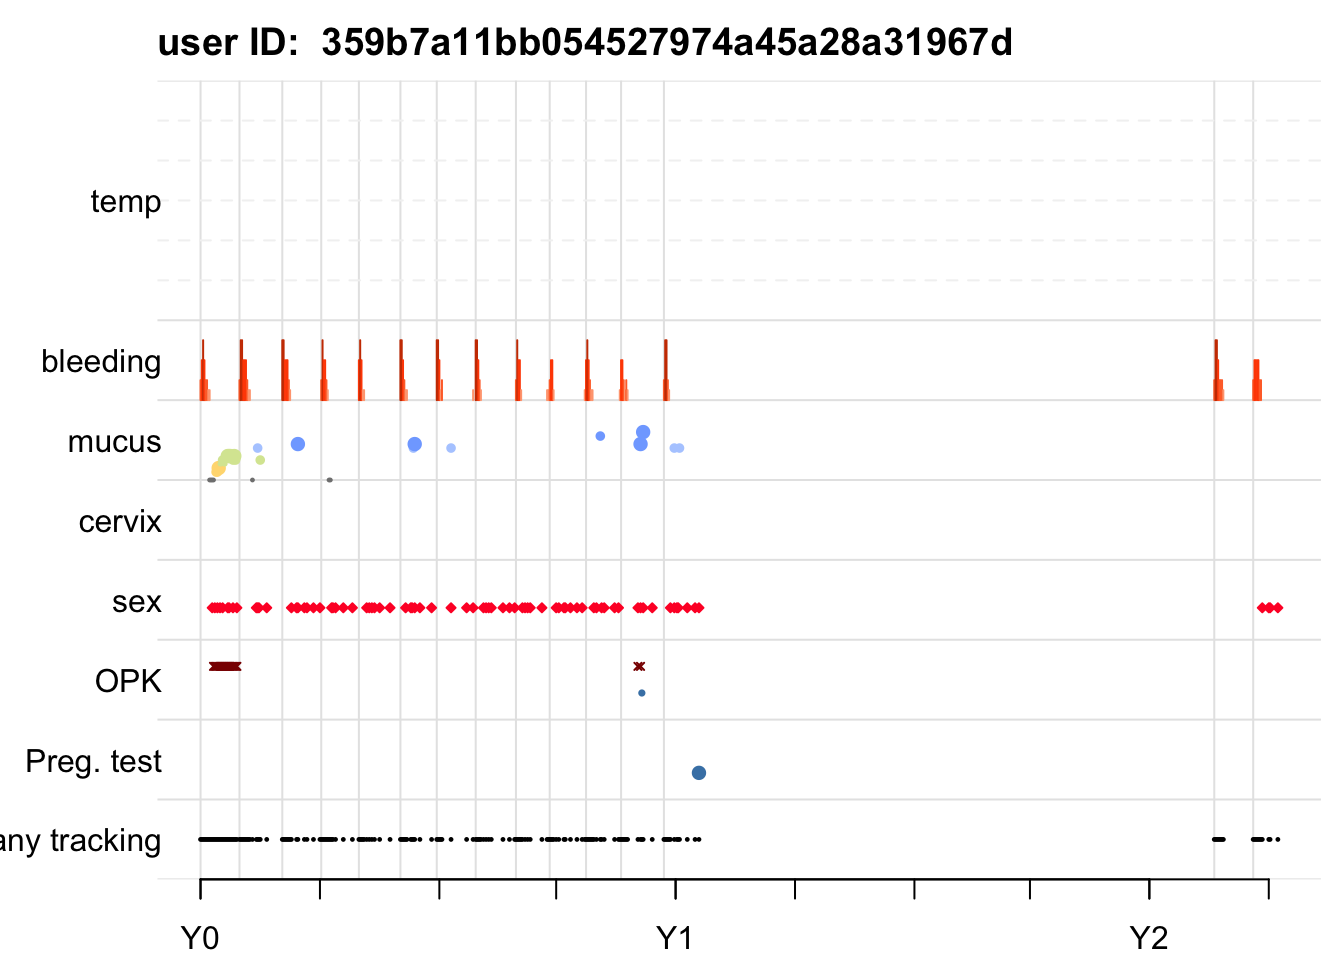 user ID:  359b7a11bb054527974a45a28a31967d
temp
bleeding
mucus
cervix
sex
OPK
Preg. test
any tracking
Y0 Y1 Y2